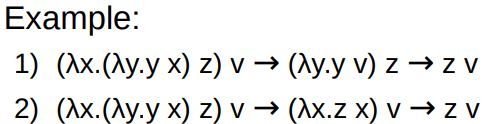 Example:
1) (λx.(λy.y x) z) v → (λy.y v) z → z v
2) (λx.(λy.y x) z) v → (λx.z x) v → z v